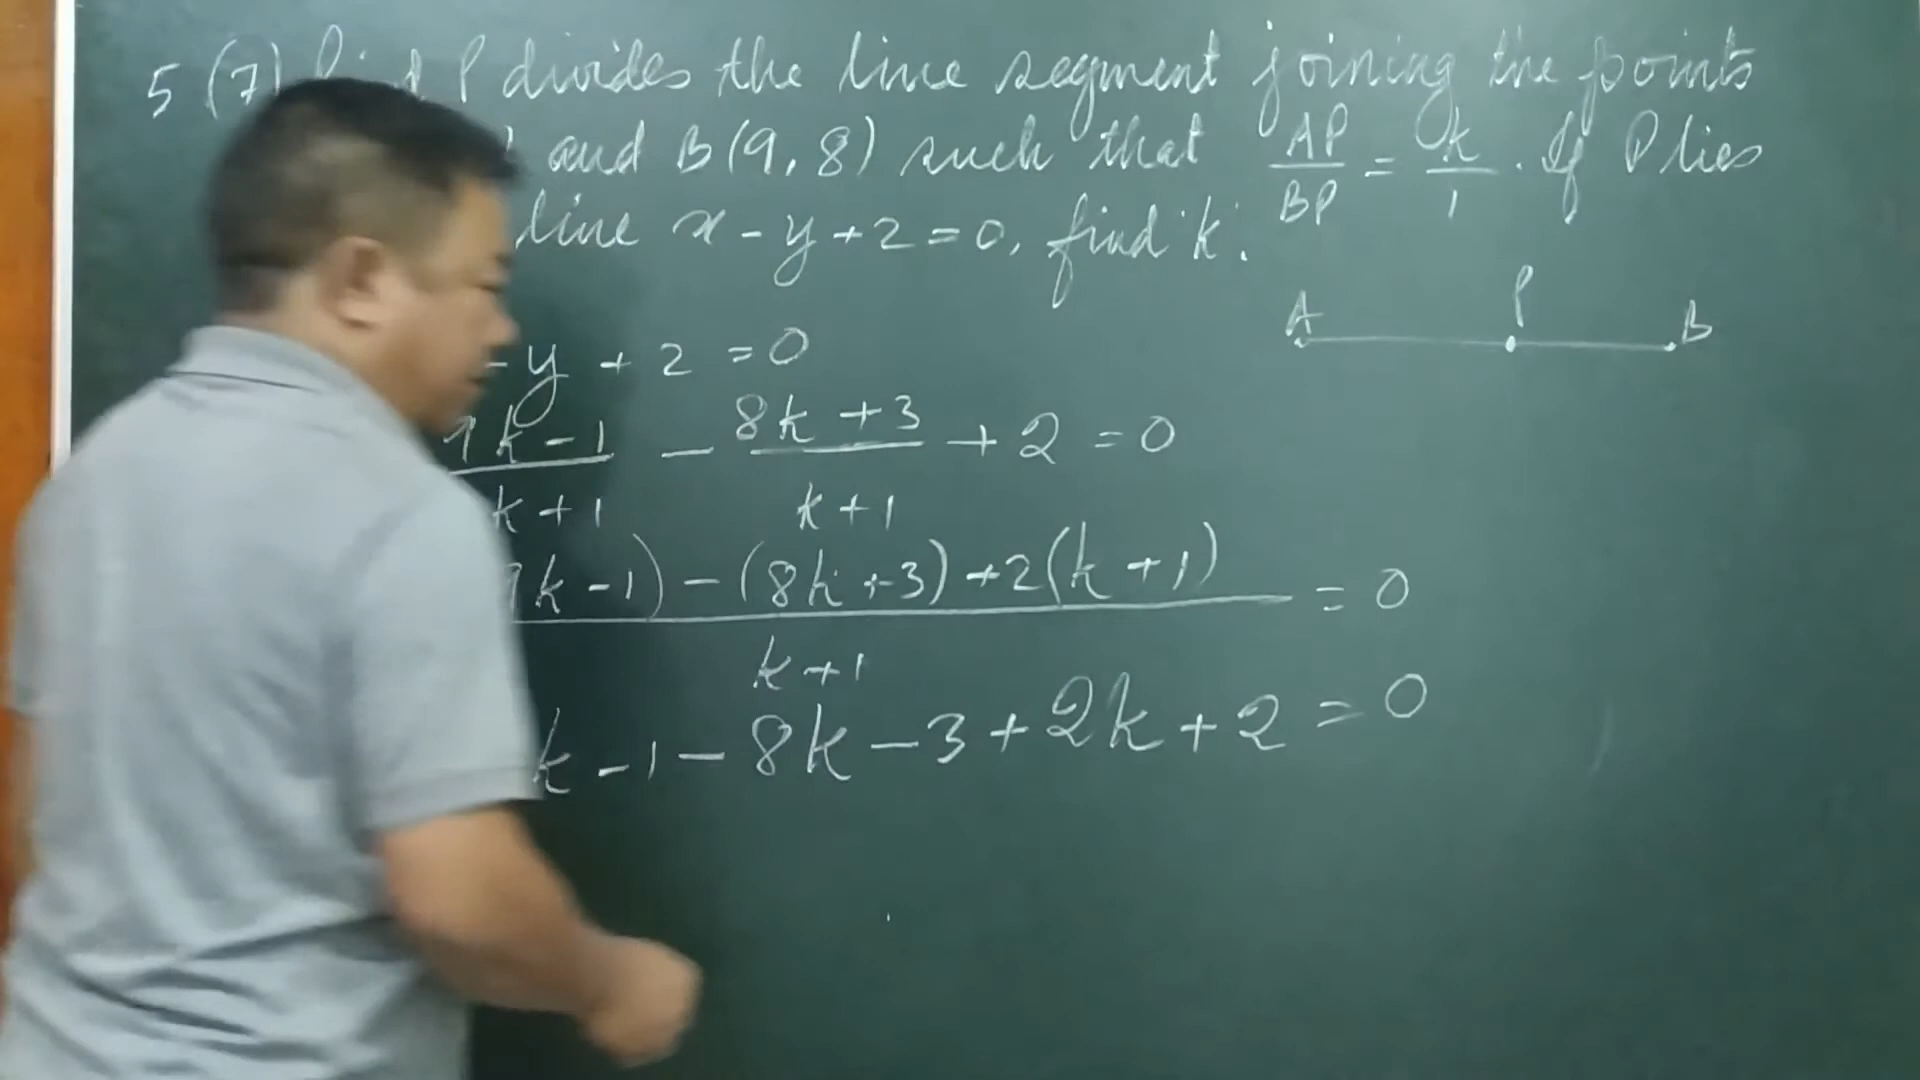 5 (7) P divides the line segment joining the points
and B(9, 8) such that AP/BP = k/1. If P lies
line x - y + 2 = 0, find 'k'.
A P B
- y + 2 = 0
9k - 1 / k + 1 - 8k + 3 / k + 1 + 2 = 0
9k - 1) - (8k + 3) + 2(k + 1) / k + 1 = 0
k - 1 - 8k - 3 + 2k + 2 = 0